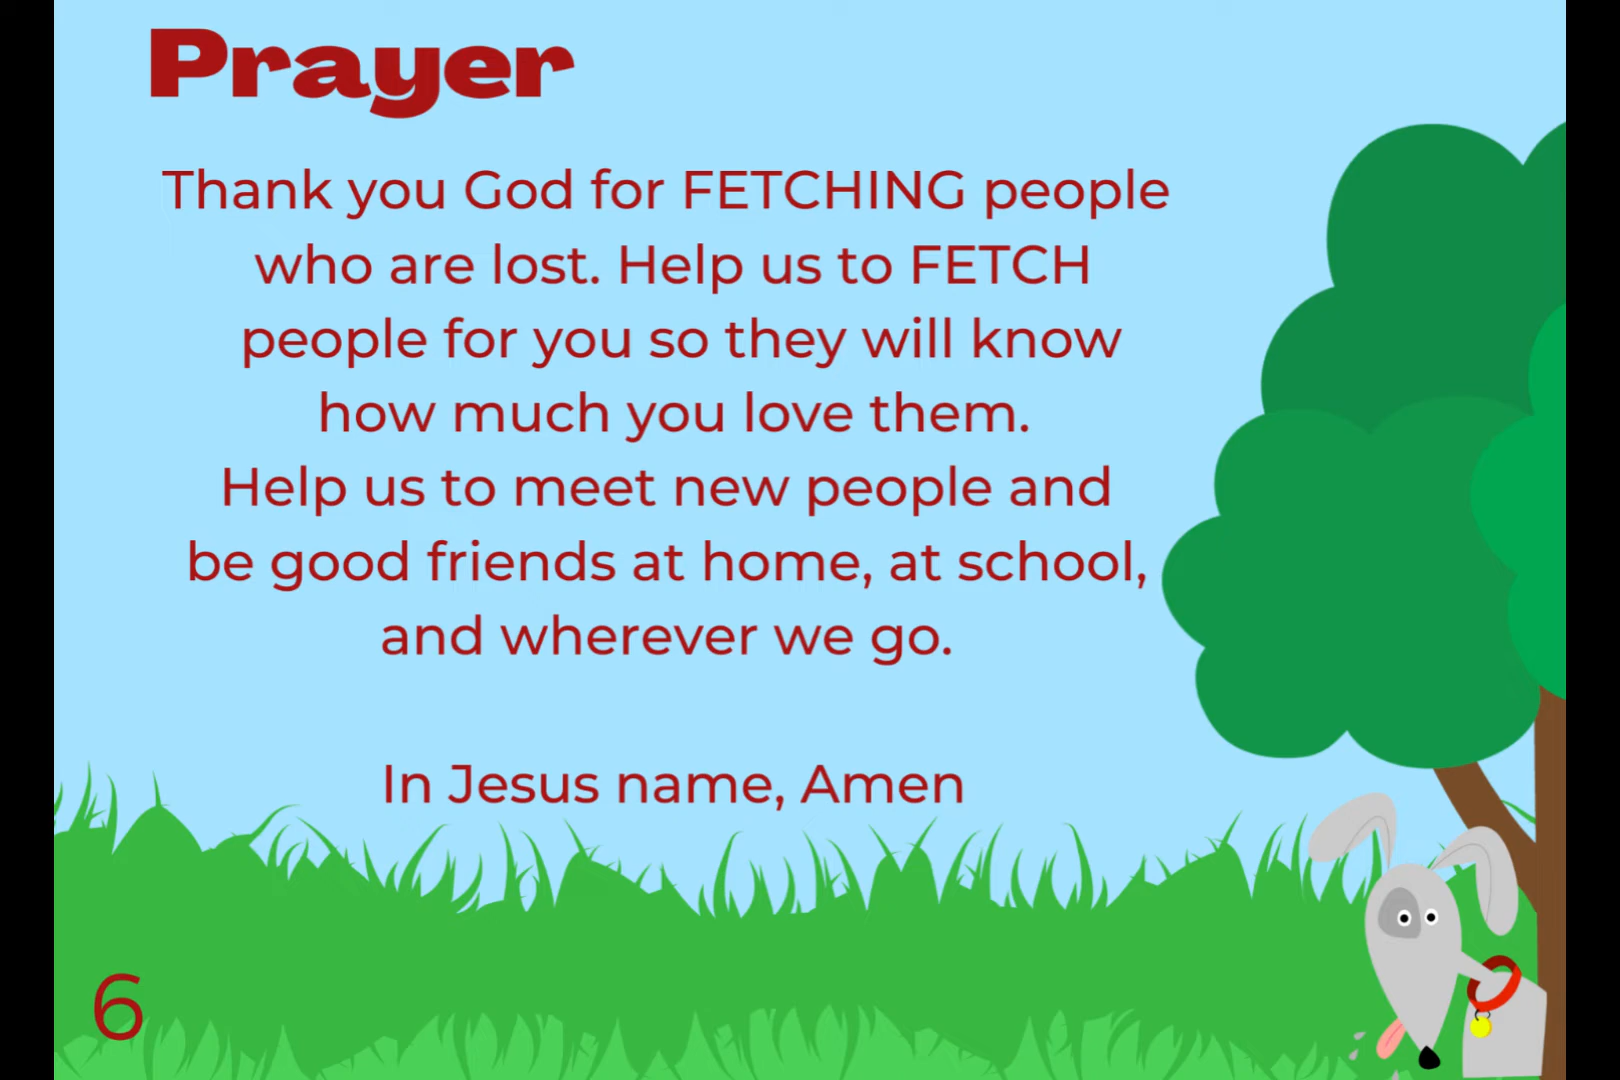 Prayer
Thank you God for FETCHING people
who are lost. Help us to FETCH
people for you so they will know
how much you love them.
Help us to meet new people and
be good friends at home, at school,
and wherever we go.
In Jesus name, Amen
6